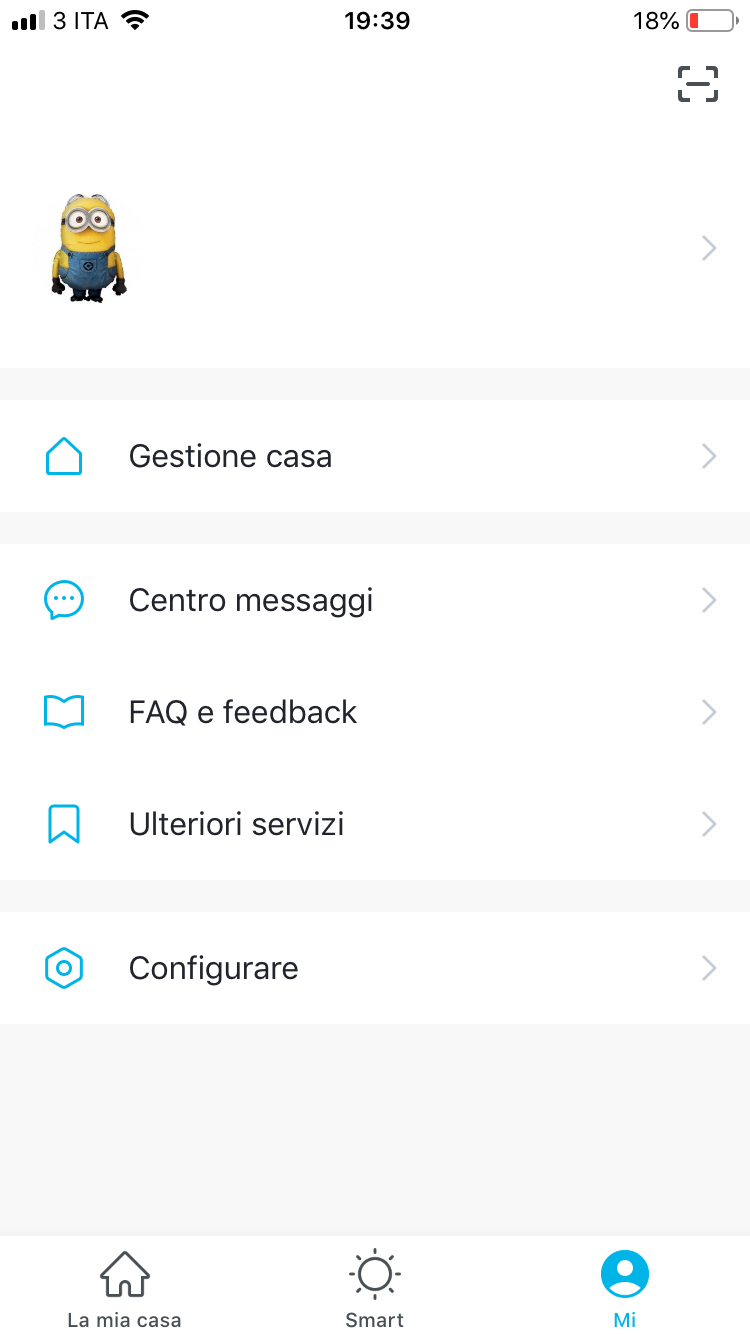 3 ITA 19:39 18%
Gestione casa
Centro messaggi
FAQ e feedback
Ulteriori servizi
Configurare
La mia casa Smart Mi